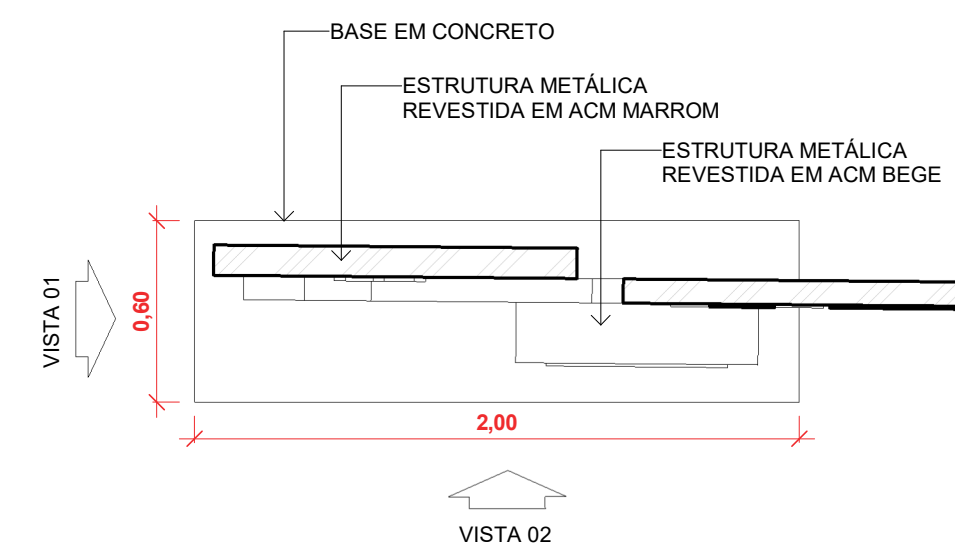 BASE EM CONCRETO
ESTRUTURA METÁLICA
REVESTIDA EM ACM MARROM
ESTRUTURA METÁLICA
REVESTIDA EM ACM BEGE
VISTA 01
0,60
2,00
VISTA 02